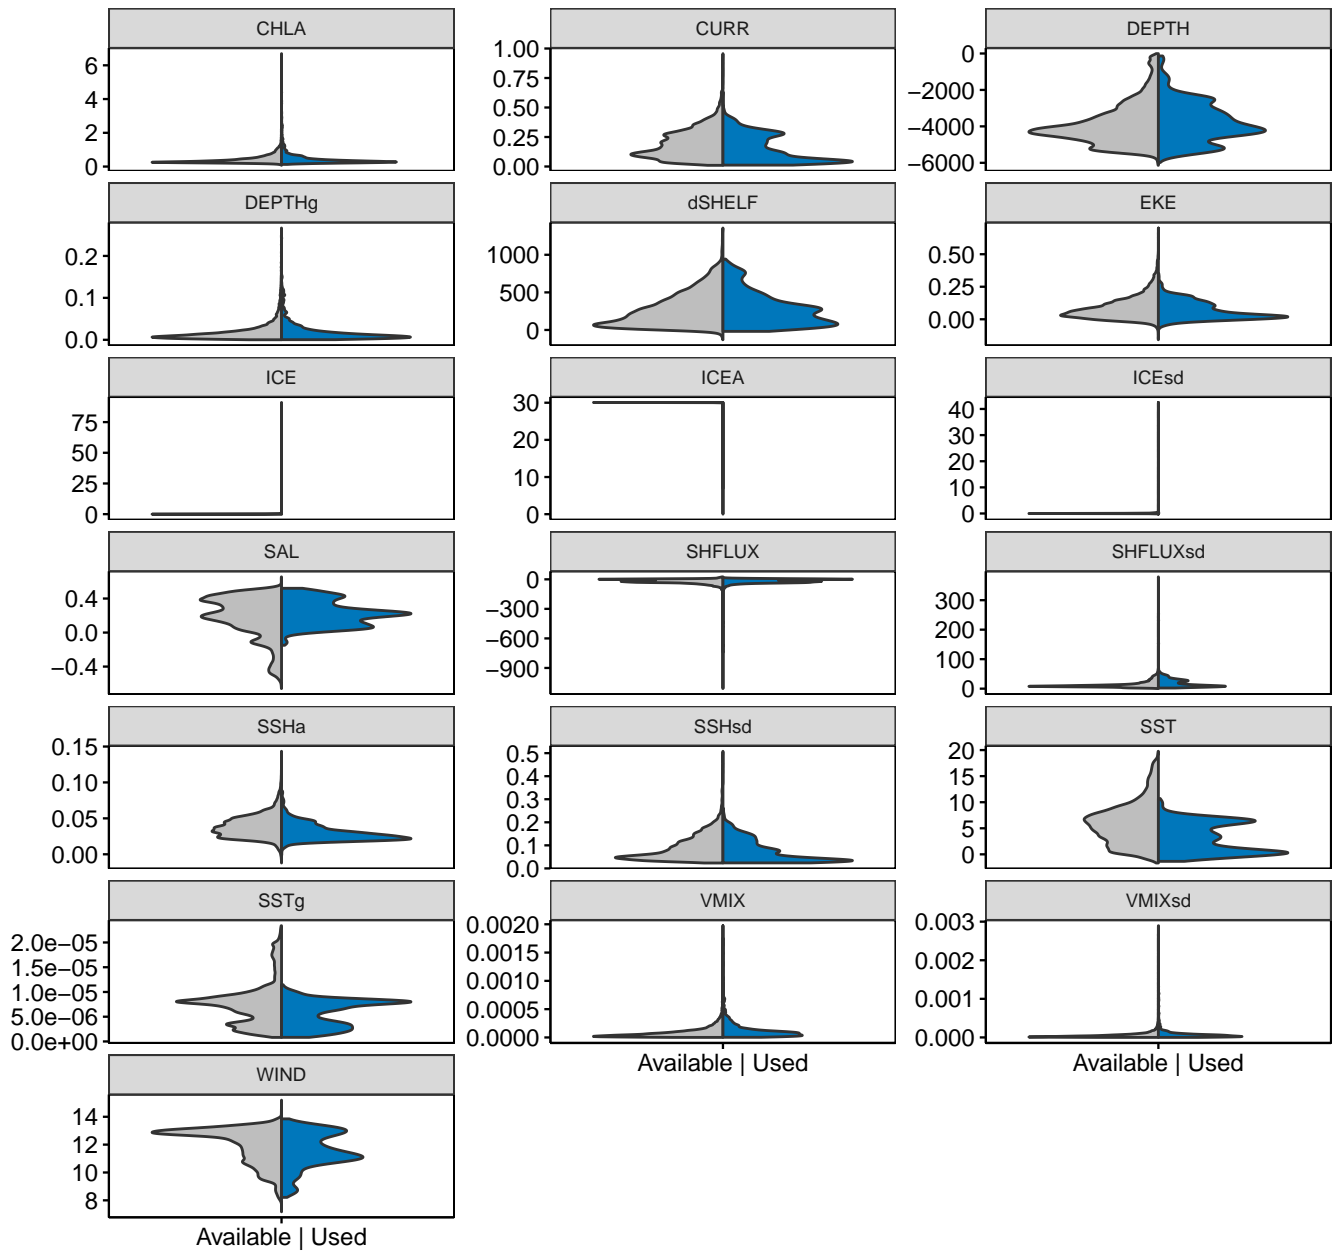 CHLA
CURR
DEPTH
6
4
2
0
1.00
0.75
0.50
0.25
0.00
0
−2000
−4000
−6000
DEPTHg
dSHELF
EKE
0.2
0.1
0.0
1000
500
0
0.50
0.25
0.00
ICE
ICEA
ICEsd
75
50
25
0
30
20
10
0
40
30
20
10
0
SAL
SHFLUX
SHFLUXsd
0.4
0.0
−0.4
0
−300
−600
−900
300
200
100
0
SSHa
SSHsd
SST
0.15
0.10
0.05
0.00
0.5
0.4
0.3
0.2
0.1
0.0
20
15
10
5
0
SSTg
VMIX
VMIXsd
2.0e−05
1.5e−05
1.0e−05
5.0e−06
0.0e+00
0.0020
0.0015
0.0010
0.0005
0.0000
0.003
0.002
0.001
0.000
Available | Used
Available | Used
WIND
14
12
10
8
Available | Used